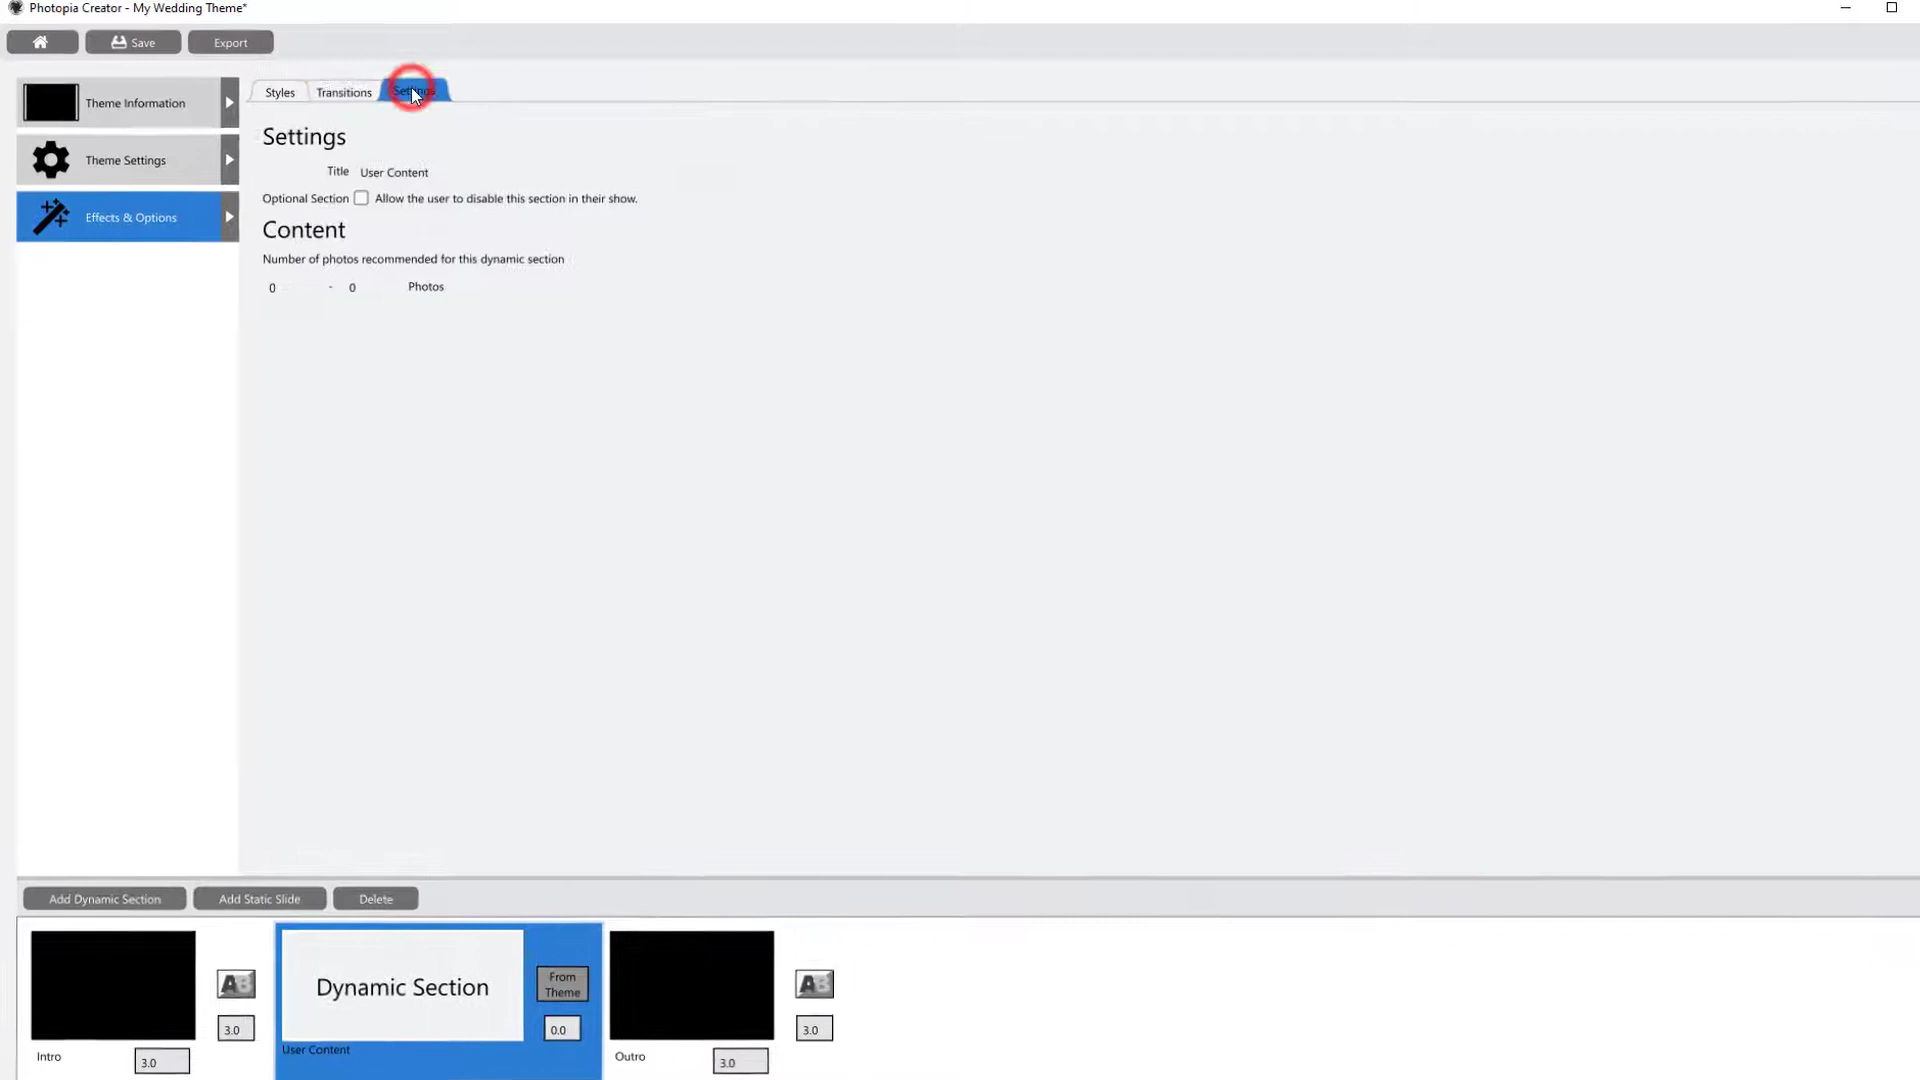 Photopia Creator - My Wedding Theme*
Save
Export
Theme Information
Theme Settings
Effects & Options
Styles
Transitions
Settings
Settings
Title User Content
Optional Section Allow the user to disable this section in their show.
Content
Number of photos recommended for this dynamic section
0 - 0 Photos
Add Dynamic Section
Add Static Slide
Delete
AB
3.0
Intro
3.0
Dynamic Section
From
Theme
0.0
User Content
AB
3.0
Outro
3.0